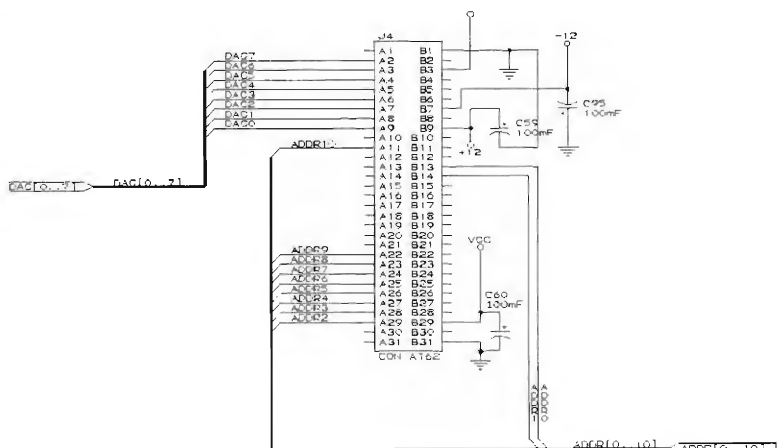 -12
J4
A1 B1
DAC7 A2 B2
DAC6 A3 B3
DAC5 A4 B4
DAC4 A5 B5
DAC3 A6 B6
DAC2 A7 B7
DAC1 A8 B8
DAC0 A9 B9
C59
100mF
C95
100mF
+12
A10 B10
A11 B11
A12 B12
A13 B13
A14 B14
DAC[0..7] DAC[0..7]
A15 B15
A16 B16
A17 B17
A18 B18
A19 B19
A20 B20
A21 B21
VCC
ADDR9 A22 B22
ADDR8 A23 B23
ADDR7 A24 B24
ADDR6 A25 B25
ADDR5 A26 B26
ADDR4 A27 B27
ADDR3 A28 B28
ADDR2 A29 B29
C60
100mF
A30 B30
A31 B31
CON AT62
ADDR1
ADDR0
ADDR[0..10]